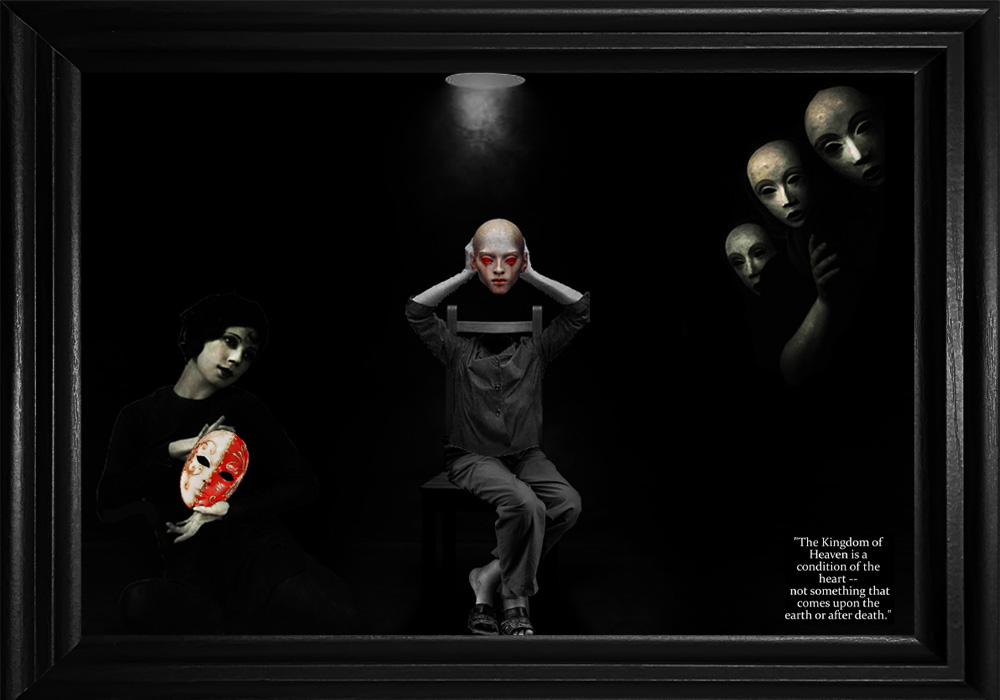 "The Kingdom of
Heaven is a
condition of the
heart --
not something that
comes upon the
earth or after death."